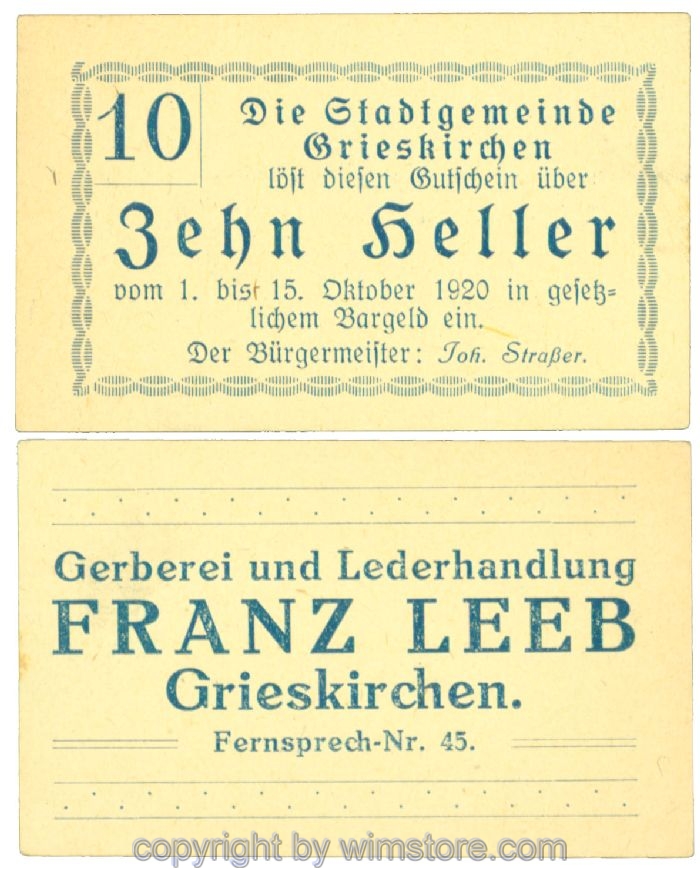 10
Die Stadtgemeinde
Grieskirchen
löst diesen Gutschein über
Zehn Heller
vom 1. bis 15. Oktober 1920 in gesetz=
lichem Bargeld ein.
Der Bürgermeister: Joh. Straßer.
Gerberei und Lederhandlung
FRANZ LEEB
Grieskirchen.
Fernsprech-Nr. 45.
copyright by wimstore.com